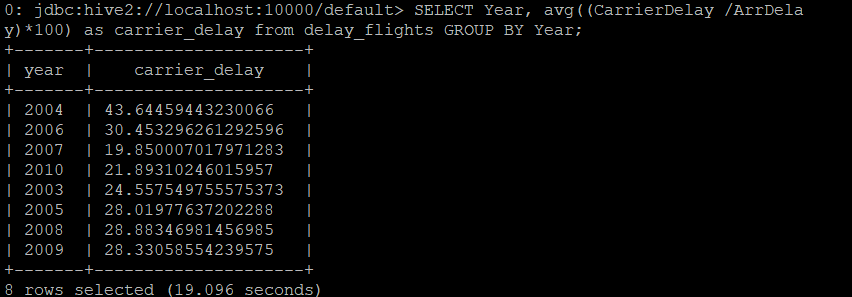 0: jdbc:hive2://localhost:10000/default> SELECT Year, avg((CarrierDelay /ArrDela
y)*100) as carrier_delay from delay_flights GROUP BY Year;
+-------+----------------------+
| year  |    carrier_delay     |
+-------+----------------------+
| 2004  | 43.64459443230066    |
| 2006  | 30.453296261292596   |
| 2007  | 19.850007017971283   |
| 2010  | 21.89310246015957    |
| 2003  | 24.557549755575373   |
| 2005  | 28.01977637202288    |
| 2008  | 28.88346981456985    |
| 2009  | 28.33058554239575    |
+-------+----------------------+
8 rows selected (19.096 seconds)